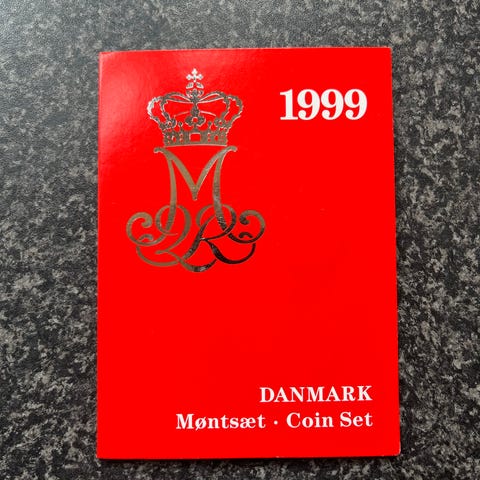 1999
DANMARK
Møntsæt · Coin Set